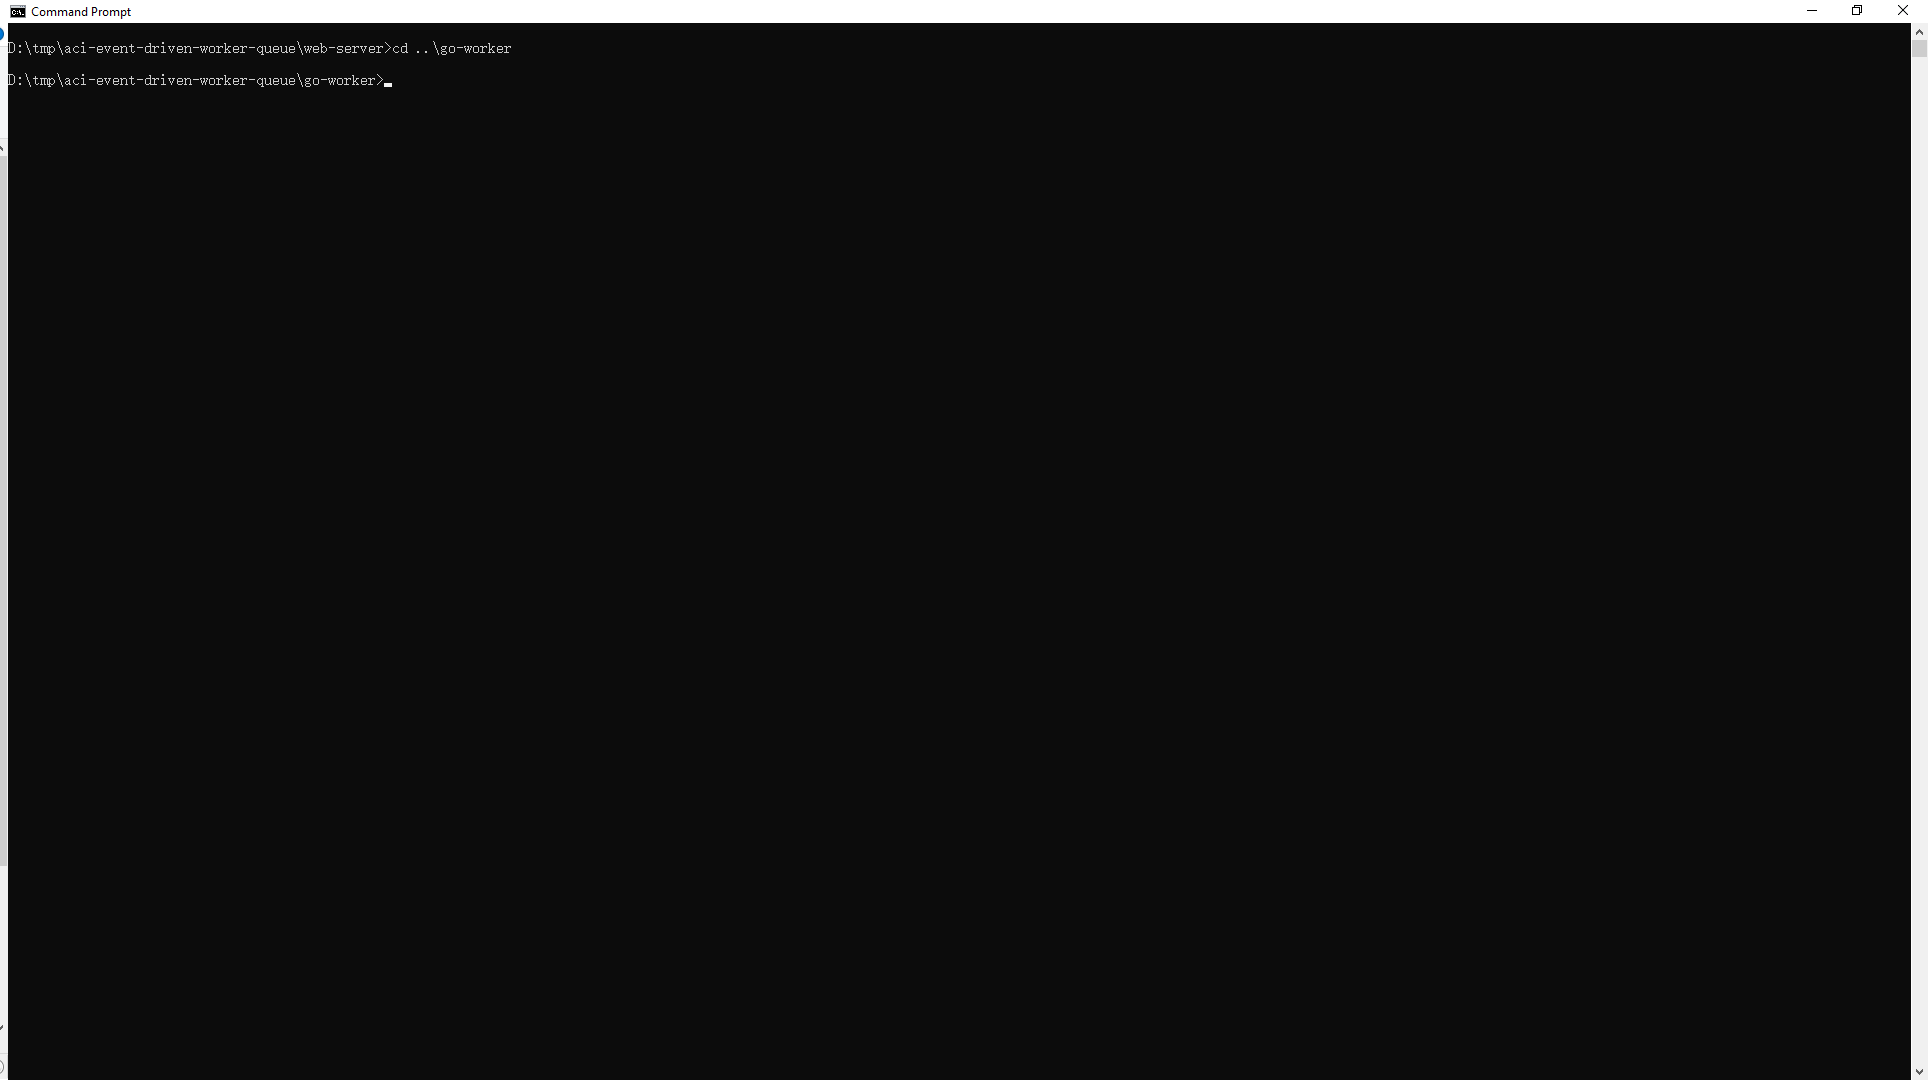 Command Prompt
D:\tmp\aci-event-driven-worker-queue\web-server>cd ..\go-worker
D:\tmp\aci-event-driven-worker-queue\go-worker>